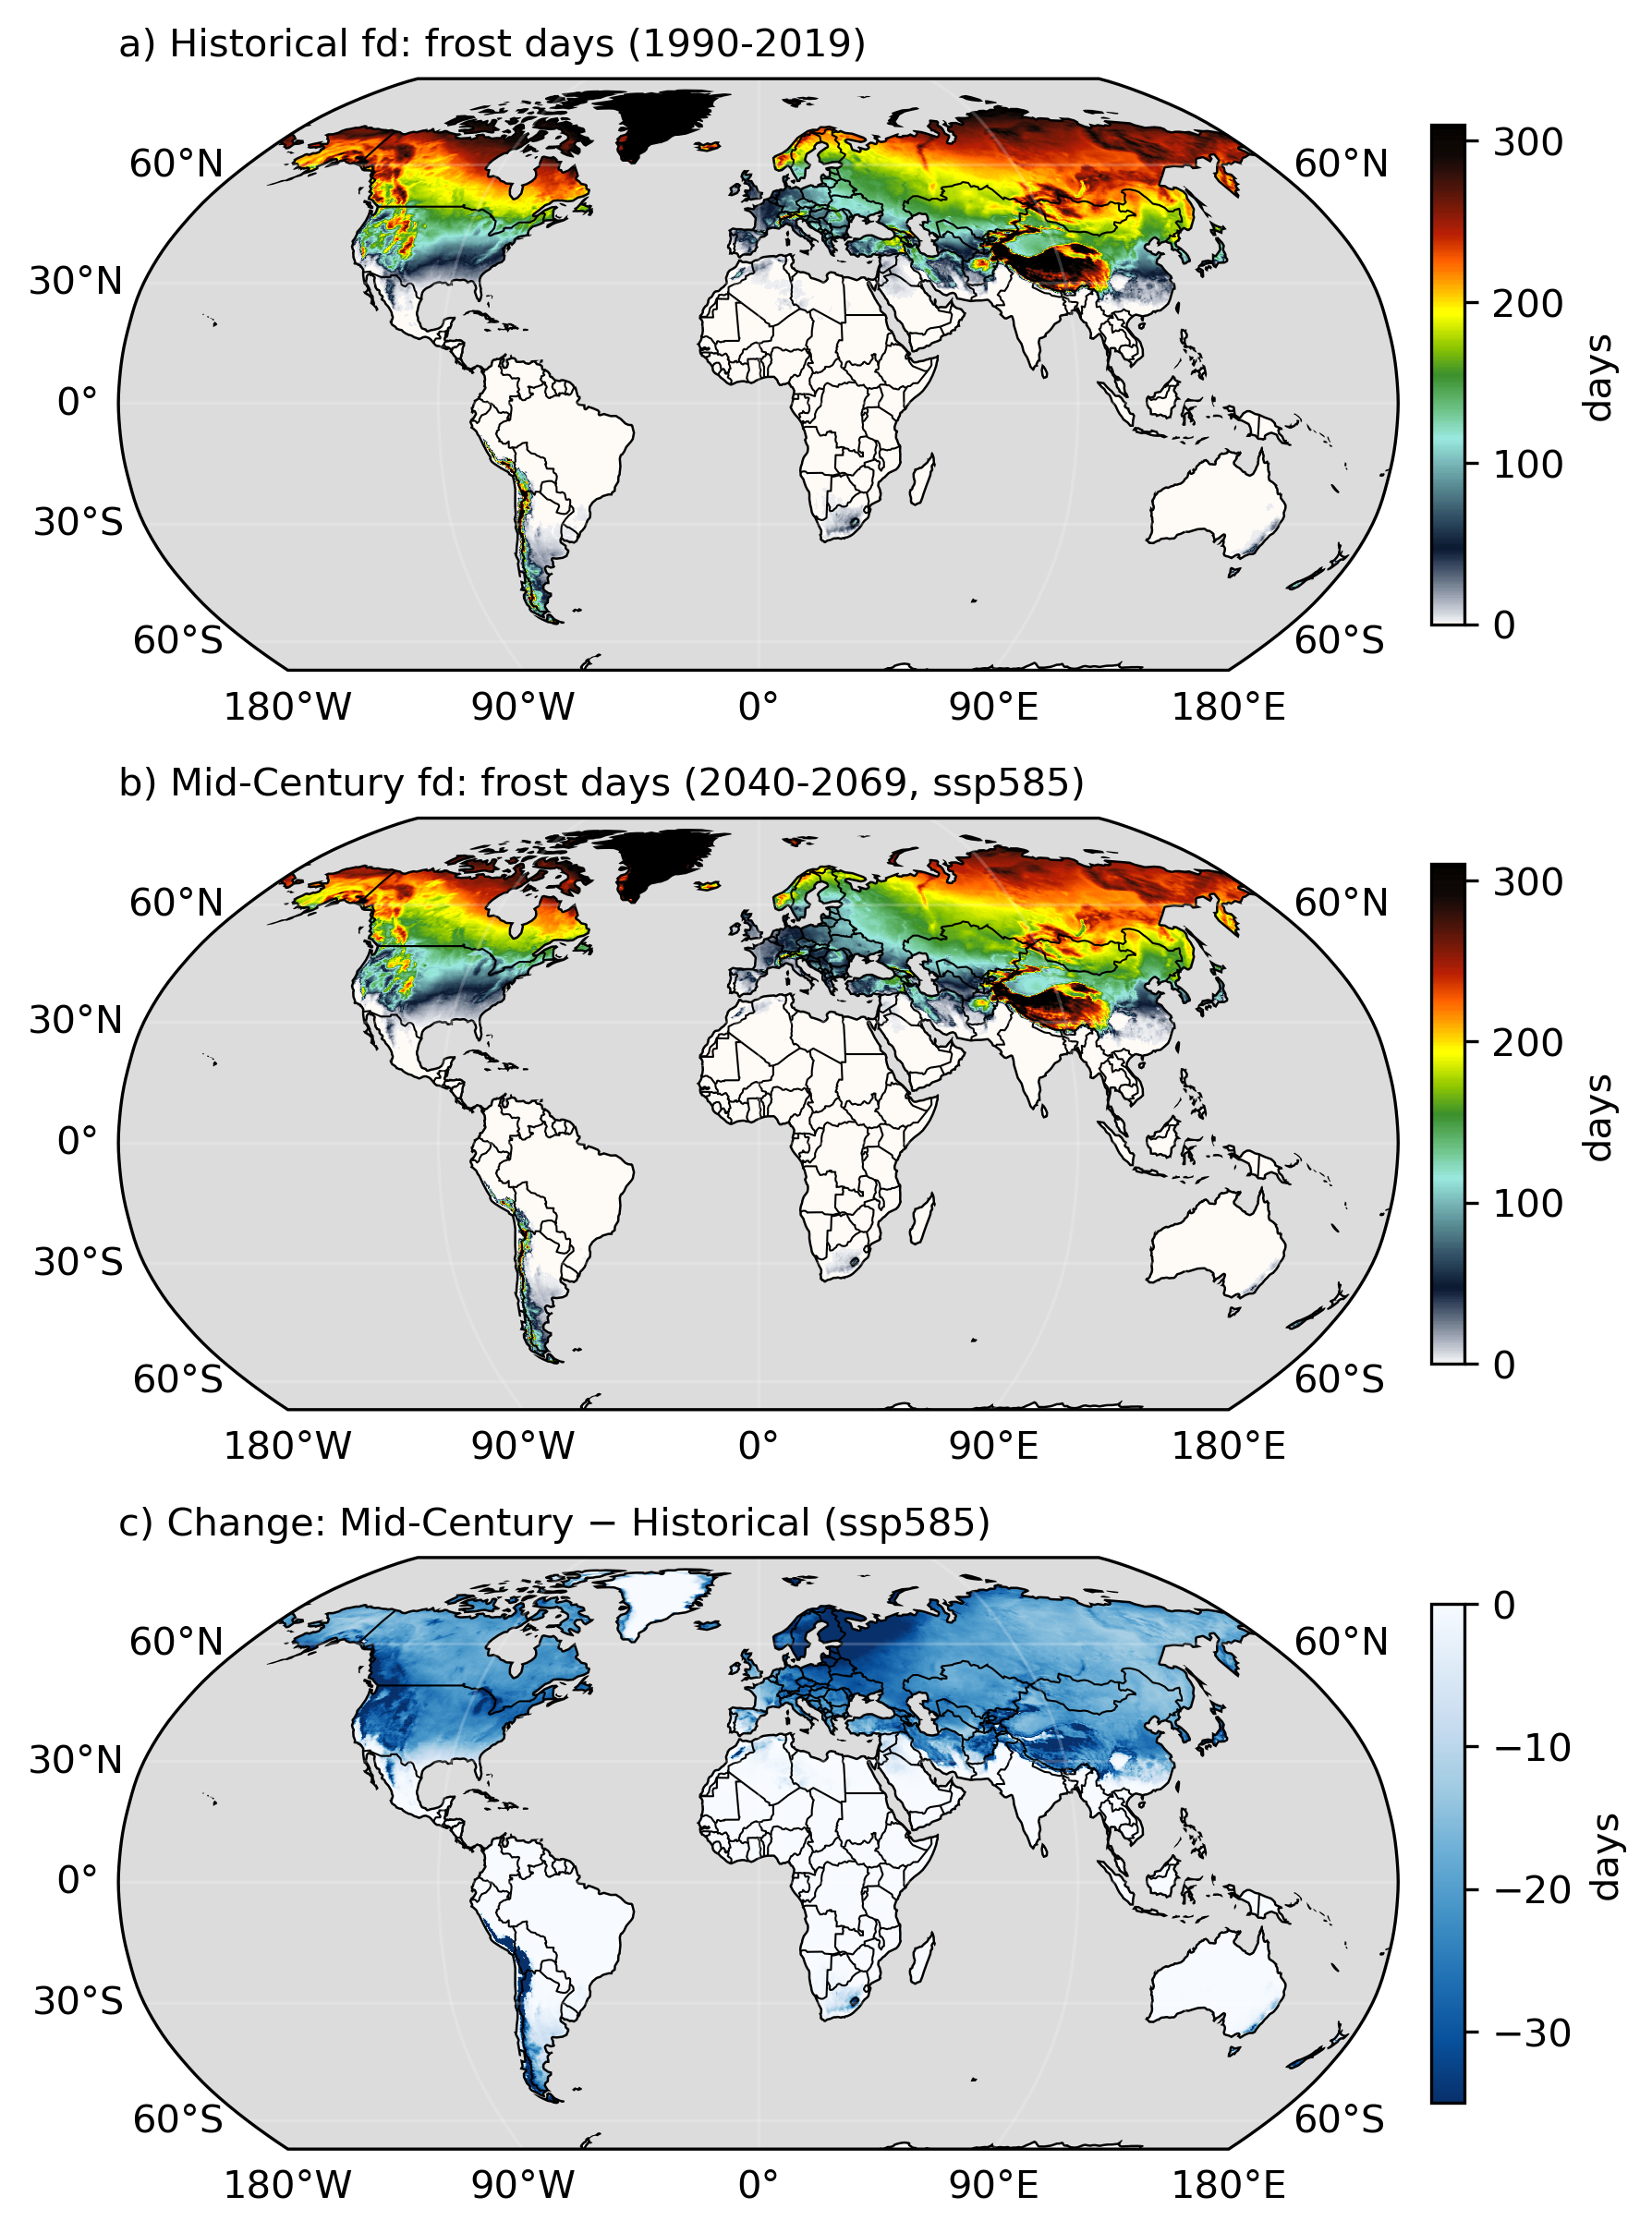 a) Historical fd: frost days (1990-2019)
60°N
60°N
30°N
0°
30°S
60°S
60°S
180°W 90°W 0° 90°E 180°E
300
200
100
0
days
b) Mid-Century fd: frost days (2040-2069, ssp585)
60°N
60°N
30°N
0°
30°S
60°S
60°S
180°W 90°W 0° 90°E 180°E
300
200
100
0
days
c) Change: Mid-Century − Historical (ssp585)
60°N
60°N
30°N
0°
30°S
60°S
60°S
180°W 90°W 0° 90°E 180°E
0
−10
−20
−30
days